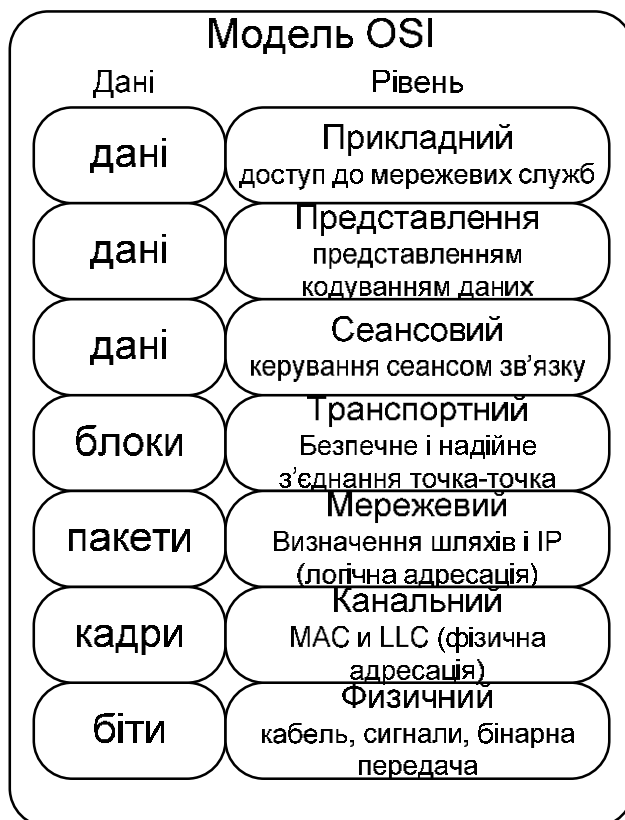 Модель OSI
Дані Рівень
дані Прикладний
доступ до мережевих служб
дані Представлення
представленням
кодуванням даних
дані Сеансовий
керування сеансом зв'язку
блоки Транспортний
Безпечне і надійне
з'єднання точка-точка
пакети Мережевий
Визначення шляхів і IP
(логічна адресація)
кадри Канальний
MAC и LLC (фізична
адресація)
біти Физичний
кабель, сигнали, бінарна
передача